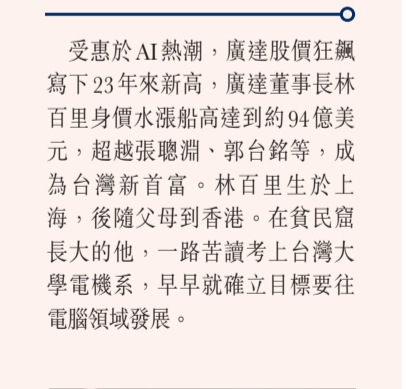 受惠於AI熱潮，廣達股價狂飆
寫下23年來新高，廣達董事長林
百里身價水漲船高達到約94億美
元，超越張聰淵、郭台銘等，成
為台灣新首富。林百里生於上
海，後隨父母到香港。在貧民窟
長大的他，一路苦讀考上台灣大
學電機系，早早就確立目標要往
電腦領域發展。